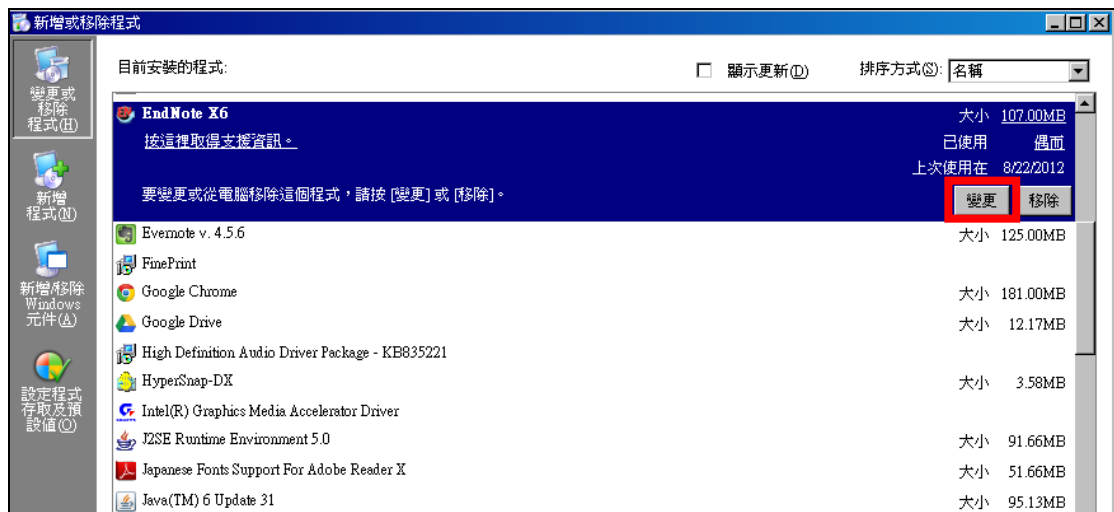 新增或移除程式
變更或
移除
程式(H)
新增
程式(N)
新增/移除
Windows
元件(A)
設定程式
存取及預
設值(O)
目前安裝的程式:
顯示更新(D)
排序方式(S): 名稱
EndNote X6 大小 107.00MB
按這裡取得支援資訊。 已使用 偶而
上次使用在 8/22/2012
要變更或從電腦移除這個程式，請按 [變更] 或 [移除]。 變更 移除
Evernote v. 4.5.6 大小 125.00MB
FinePrint
Google Chrome 大小 181.00MB
Google Drive 大小 12.17MB
High Definition Audio Driver Package - KB835221
HyperSnap-DX 大小 3.58MB
Intel(R) Graphics Media Accelerator Driver
J2SE Runtime Environment 5.0 大小 91.66MB
Japanese Fonts Support For Adobe Reader X 大小 51.66MB
Java(TM) 6 Update 31 大小 95.13MB